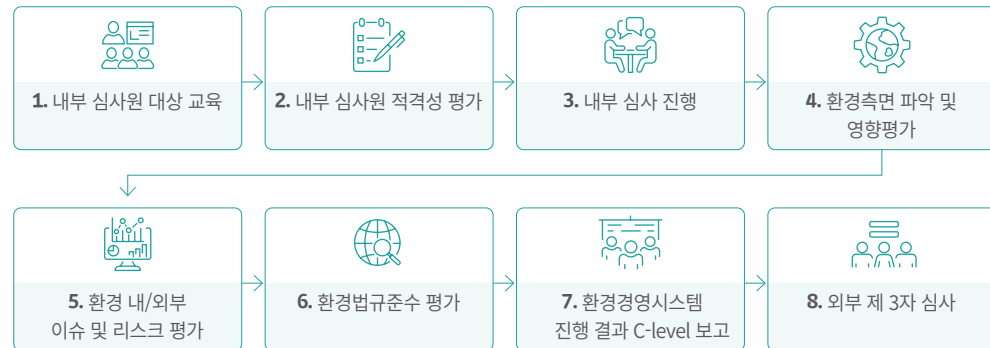 1. 내부 심사원 대상 교육
2. 내부 심사원 적격성 평가
3. 내부 심사 진행
4. 환경측면 파악 및
영향평가
5. 환경 내/외부
이슈 및 리스크 평가
6. 환경법규준수 평가
7. 환경경영시스템
진행 결과 C-level 보고
8. 외부 제 3자 심사